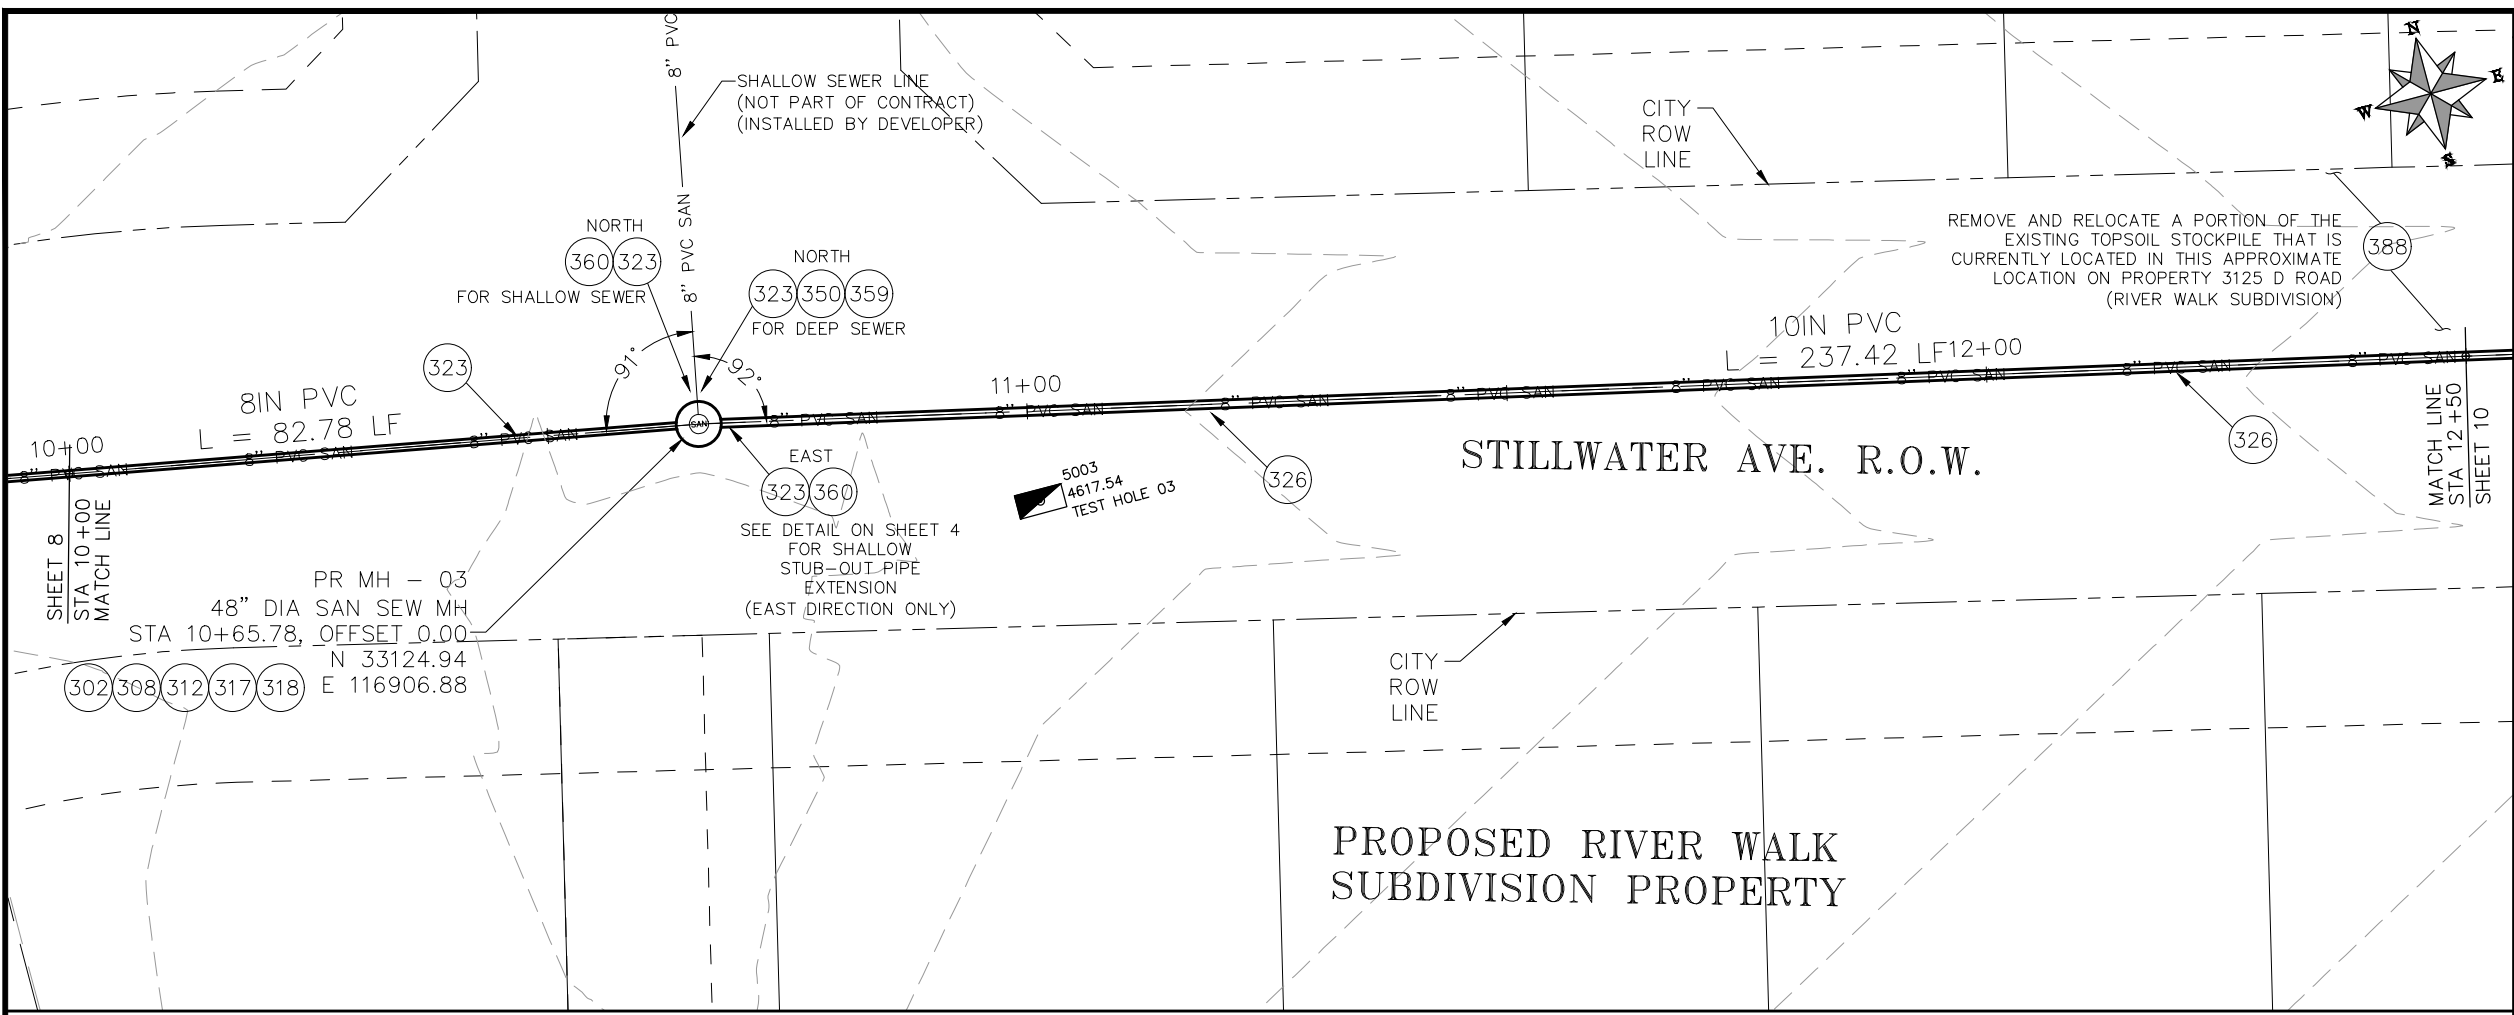 8" PVC
8" PVC SAN
SHALLOW SEWER LINE
(NOT PART OF CONTRACT)
(INSTALLED BY DEVELOPER)
CITY
ROW
LINE
N
E
W
S
NORTH
360 323
FOR SHALLOW SEWER
8" PVC SAN
8"
NORTH
323 350 359
FOR DEEP SEWER
REMOVE AND RELOCATE A PORTION OF THE
EXISTING TOPSOIL STOCKPILE THAT IS
CURRENTLY LOCATED IN THIS APPROXIMATE
LOCATION ON PROPERTY 3125 D ROAD
(RIVER WALK SUBDIVISION)
388
91°
92°
323
8IN PVC
L = 82.78 LF
10+00
11+00
10IN PVC
L = 237.42 LF
12+00
8" PVC SAN
8" PVC SAN
8" PVC SAN
SAN
8" PVC SAN
8" PVC SAN
8" PVC SAN
8" PVC SAN
8" PVC SAN
8" PVC SAN
8" PVC SAN
8" PVC SAN
SHEET 8
STA 10+00
MATCH LINE
EAST
323 360
SEE DETAIL ON SHEET 4
FOR SHALLOW
STUB-OUT PIPE
EXTENSION
(EAST DIRECTION ONLY)
5003
4617.54
TEST HOLE 03
326
STILLWATER AVE. R.O.W.
326
MATCH LINE
STA 12+50
SHEET 10
PR MH - 03
48" DIA SAN SEW MH
STA 10+65.78, OFFSET 0.00
N 33124.94
E 116906.88
302 308 312 317 318
CITY
ROW
LINE
PROPOSED RIVER WALK
SUBDIVISION PROPERTY